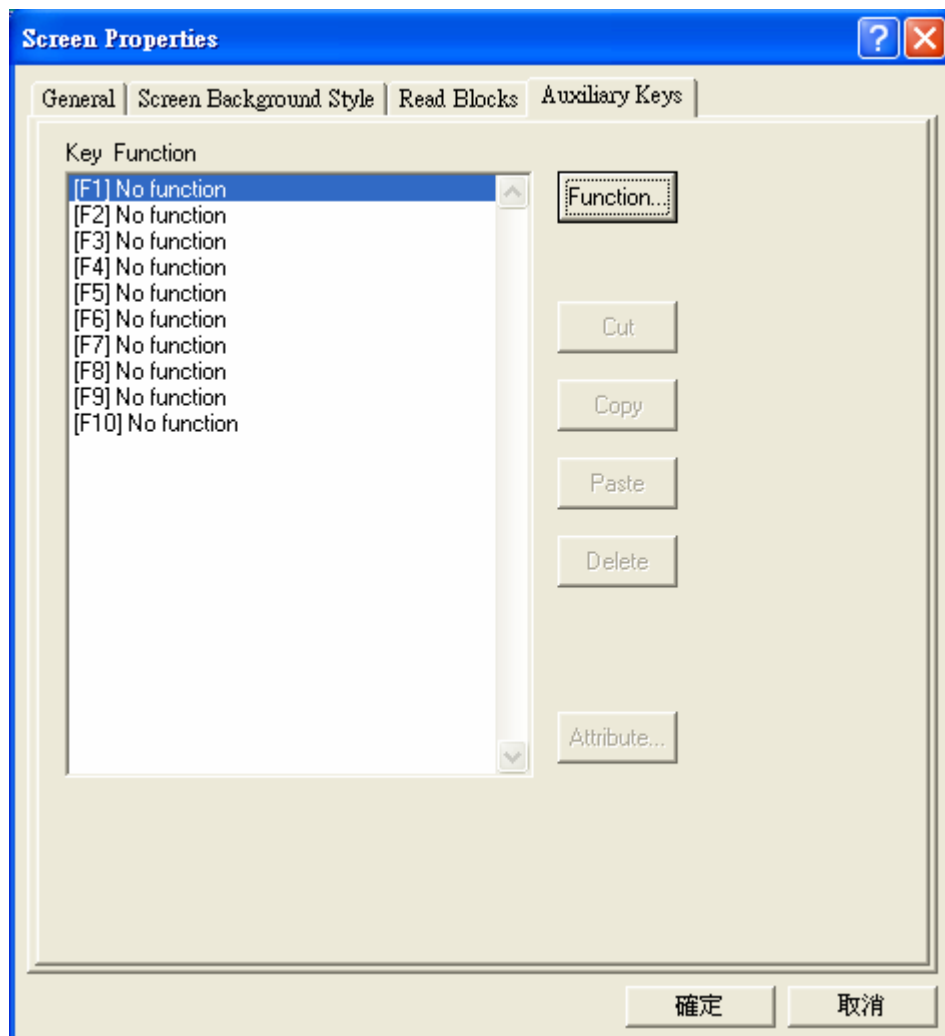 Screen Properties
General
Screen Background Style
Read Blocks
Auxiliary Keys
Key Function
[F1] No function
[F2] No function
[F3] No function
[F4] No function
[F5] No function
[F6] No function
[F7] No function
[F8] No function
[F9] No function
[F10] No function
Function...
Cut
Copy
Paste
Delete
Attribute...
確定
取消